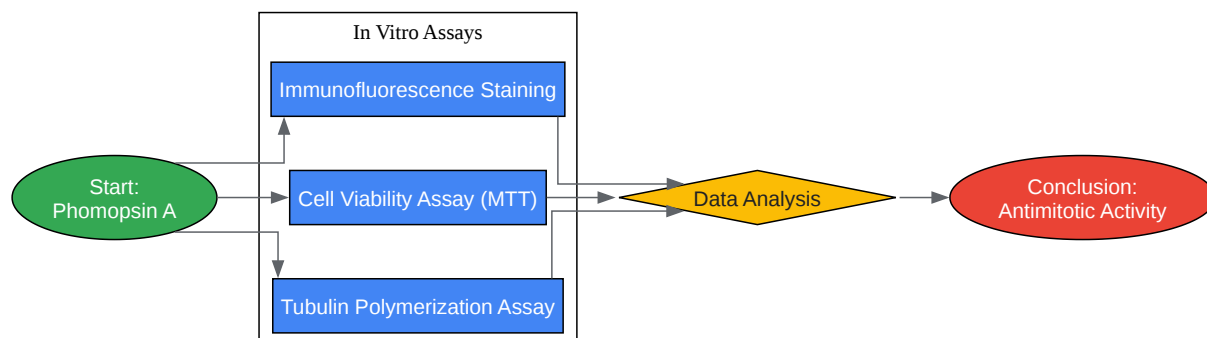 In Vitro Assays
Immunofluorescence Staining
Start:
Phomopsin A
Cell Viability Assay (MTT)
Tubulin Polymerization Assay
Data Analysis
Conclusion:
Antimitotic Activity